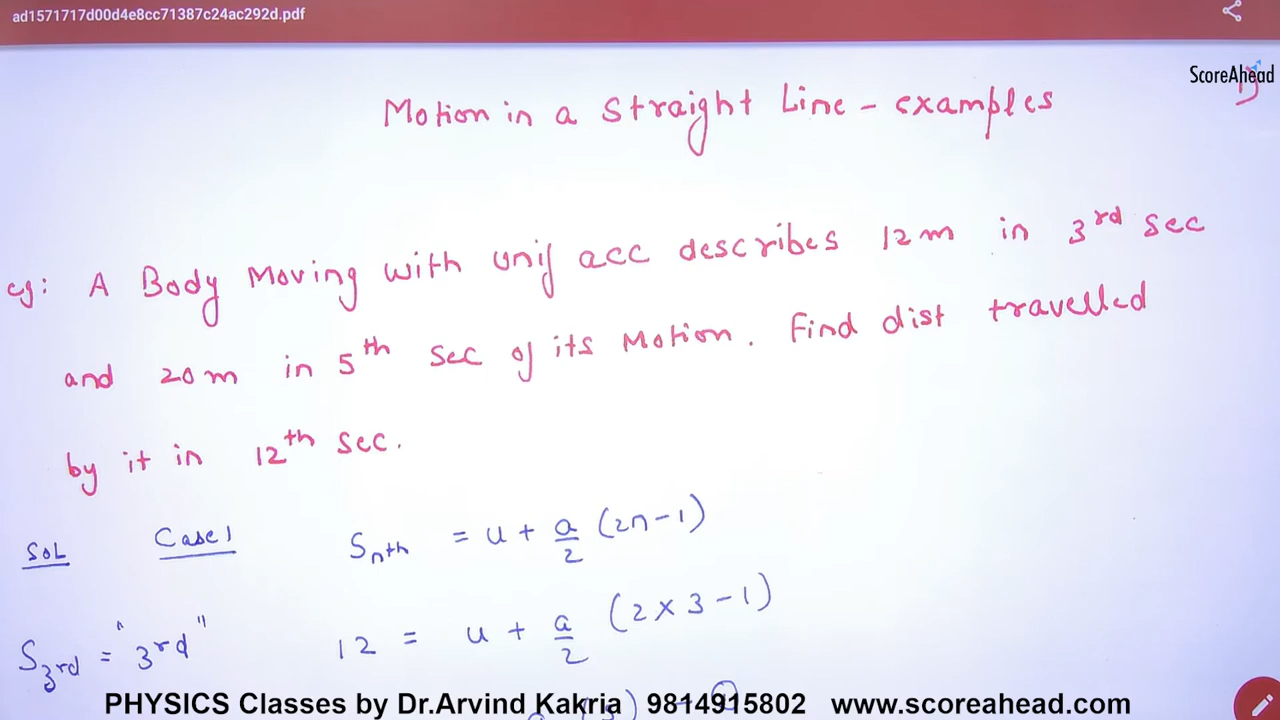 ad1571717d00d4e8cc71387c24ac292d.pdf
ScoreAhead
Motion in a Straight Line - examples
eg: A Body Moving with unif acc describes 12m in 3rd sec
and 20m in 5th sec of its Motion. Find dist travelled
by it in 12th sec.
Sol Case 1 Snth = u + a/2 (2n-1)
S3rd = "3rd" 12 = u + a/2 (2 x 3 - 1)
PHYSICS Classes by Dr.Arvind Kakria 9814915802 www.scoreahead.com